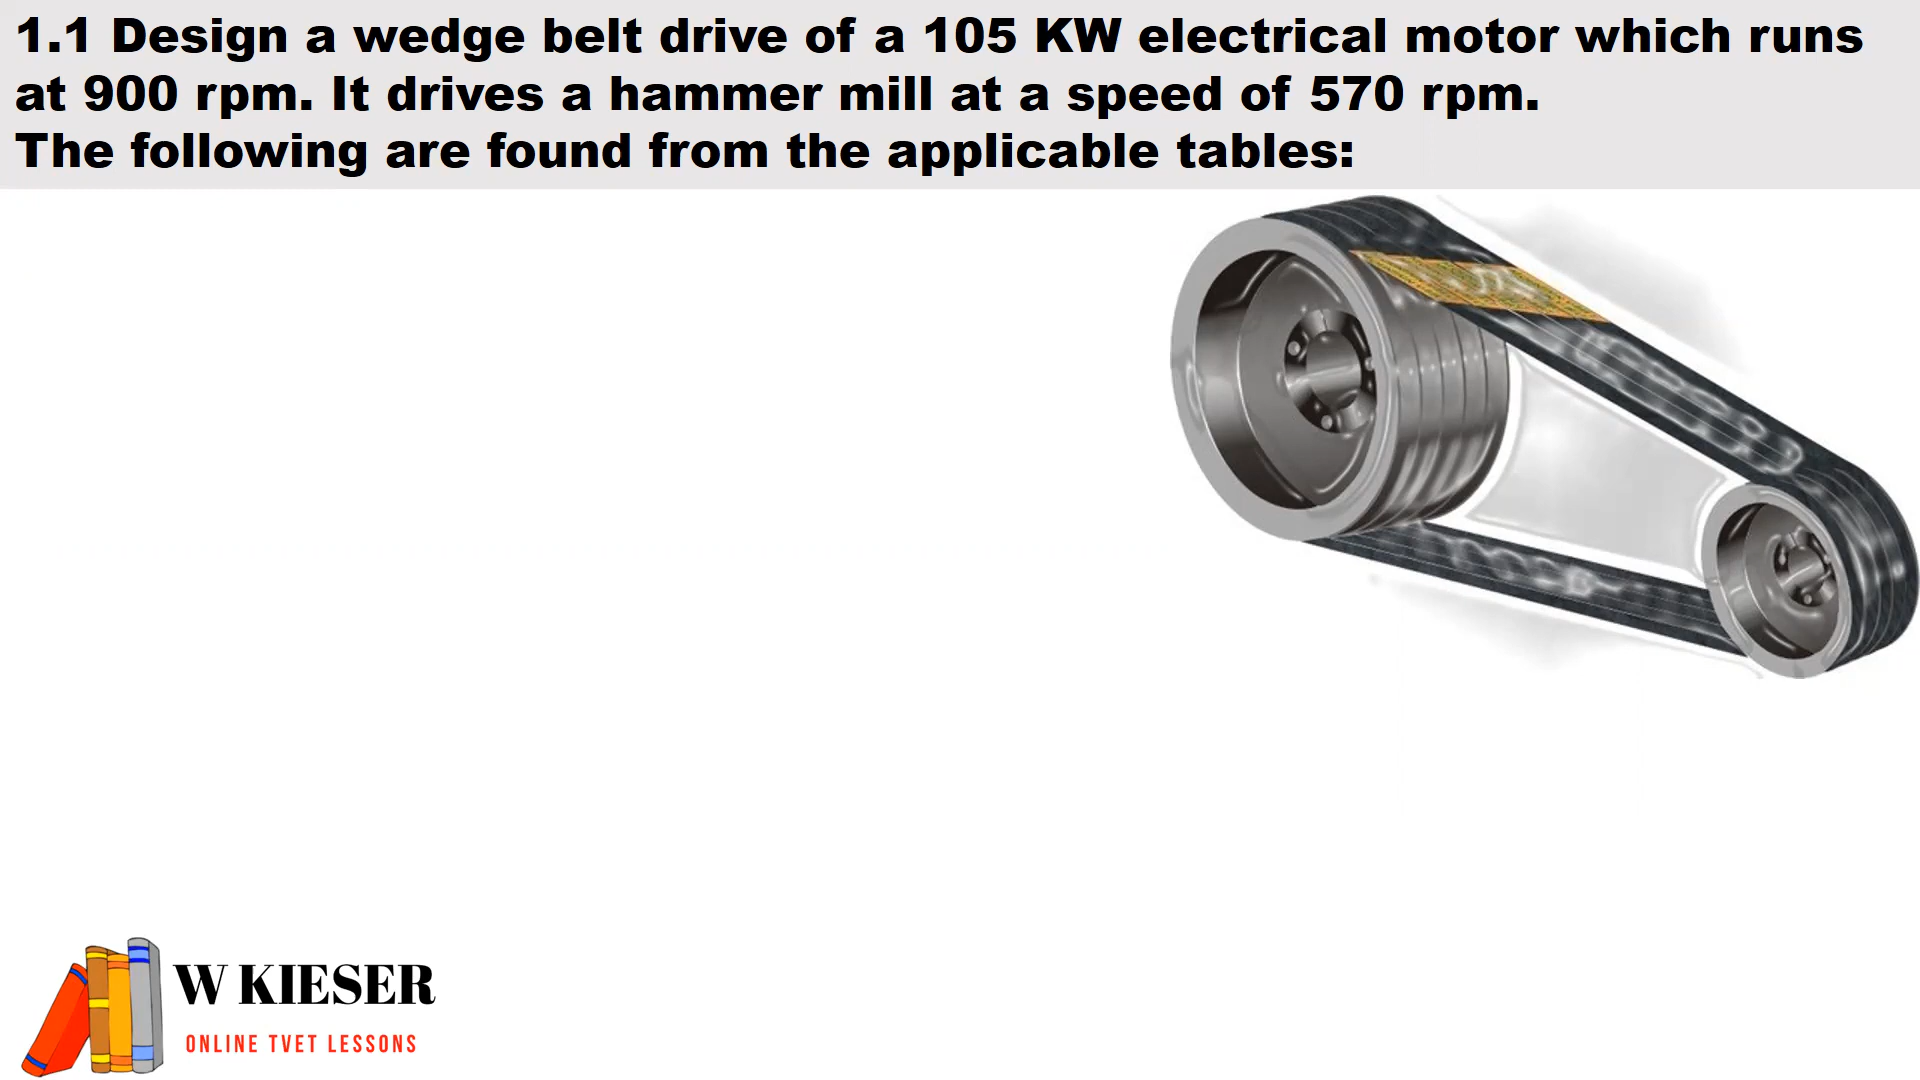 1.1 Design a wedge belt drive of a 105 KW electrical motor which runs
at 900 rpm. It drives a hammer mill at a speed of 570 rpm.
The following are found from the applicable tables:
W KIESER
ONLINE TVET LESSONS